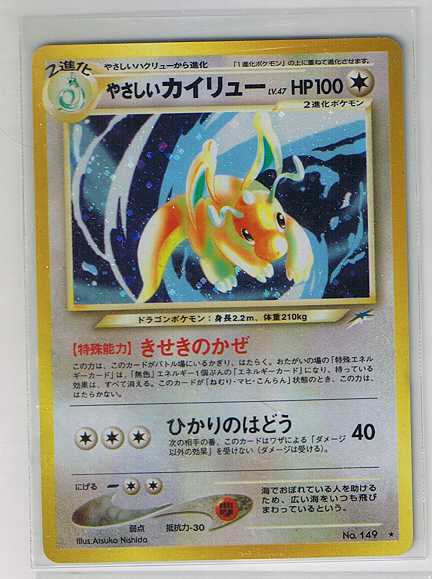 2進化
やさしいハクリューから進化
「1進化ポケモン」の上に重ねて進化させます。
やさしいカイリュー LV.47 HP100
2進化ポケモン
ドラゴンポケモン：身長2.2m、体重210kg
【特殊能力】きせきのかぜ
この力は、このカードがバトル場にいるかぎり、はたらく。おたがいの場の「特殊エネル
ギーカード」は、「無色」エネルギー1個ぶんの「エネルギーカード」になり、持っている
効果は、すべて消える。このカードが「ねむり・マヒ・こんらん」状態のとき、この力は、
はたらかない。
ひかりのはどう 40
次の相手の番、このカードはワザによる「ダメージ
以外の効果」を受けない（ダメージは受ける）。
にげる
弱点
抵抗力-30
海でおぼれている人を助けるため、広い海をいつも飛びまわっているという。
Illus.Atsuko Nishida
No.149